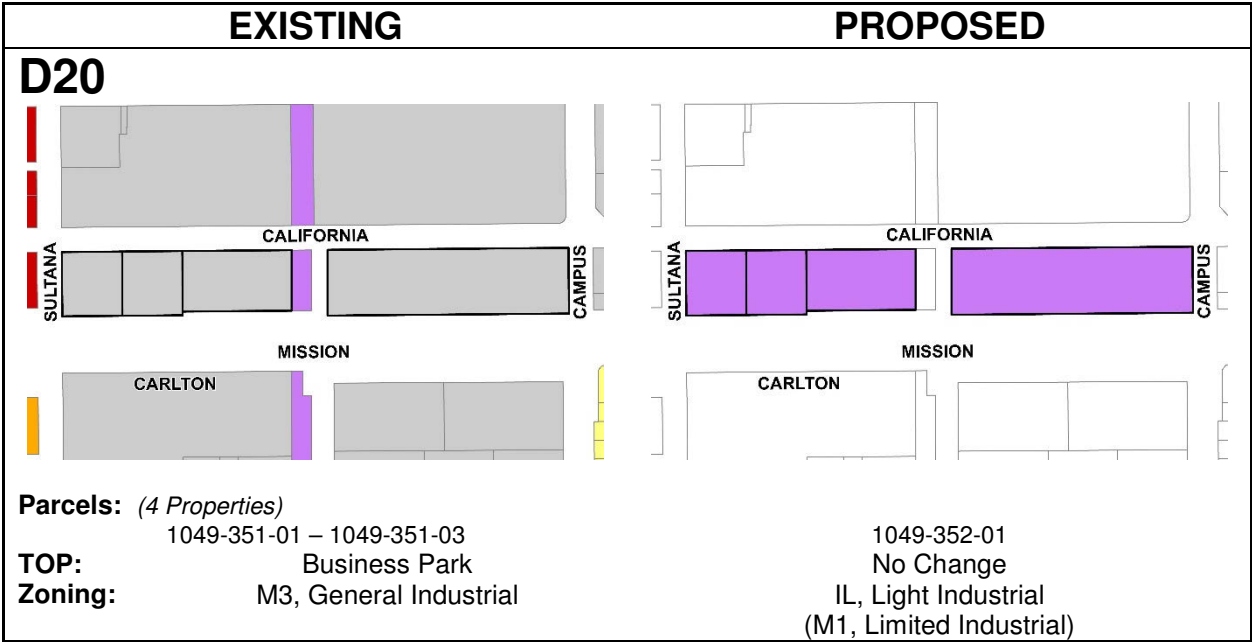 EXISTING PROPOSED
D20
CALIFORNIA CALIFORNIA
SULTANA CAMPUS SULTANA CAMPUS
MISSION MISSION
CARLTON CARLTON
Parcels: (4 Properties)
1049-351-01 – 1049-351-03 1049-352-01
TOP: Business Park No Change
Zoning: M3, General Industrial IL, Light Industrial
(M1, Limited Industrial)